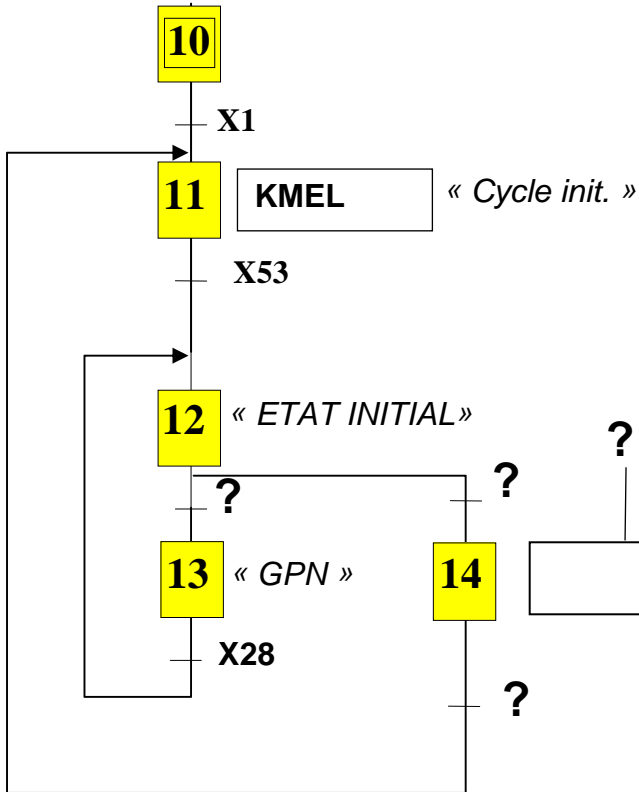 10
X1
11 KMEL « Cycle init. »
X53
12 « ETAT INITIAL»
? ? ?
13 « GPN » 14
X28
?